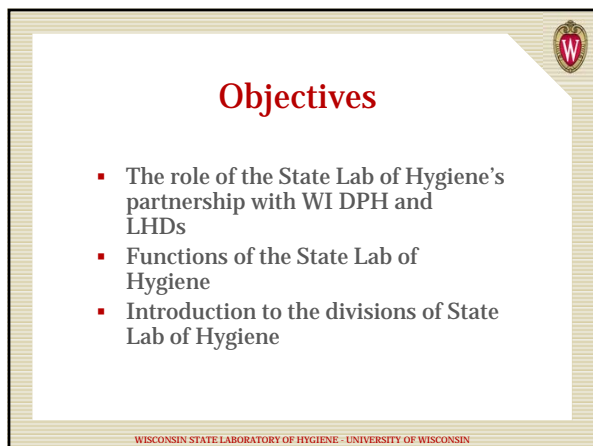 W
Objectives
▪ The role of the State Lab of Hygiene's
partnership with WI DPH and
LHDs
▪ Functions of the State Lab of
Hygiene
▪ Introduction to the divisions of State
Lab of Hygiene
WISCONSIN STATE LABORATORY OF HYGIENE - UNIVERSITY OF WISCONSIN